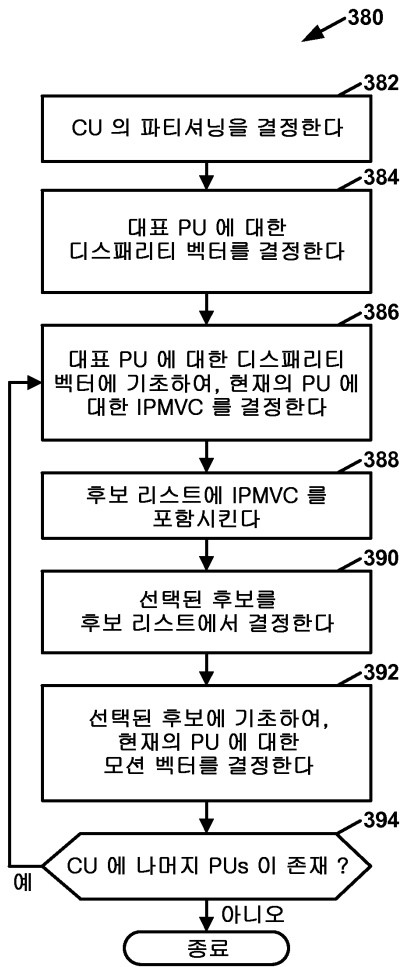 380
382
CU 의 파티셔닝을 결정한다
384
대표 PU 에 대한
디스패리티 벡터를 결정한다
386
대표 PU 에 대한 디스패리티
벡터에 기초하여, 현재의 PU 에
대한 IPMVC 를 결정한다
388
후보 리스트에 IPMVC 를
포함시킨다
390
선택된 후보를
후보 리스트에서 결정한다
392
선택된 후보에 기초하여,
현재의 PU 에 대한
모션 벡터를 결정한다
394
CU 에 나머지 PUs 이 존재 ?
예
아니오
종료